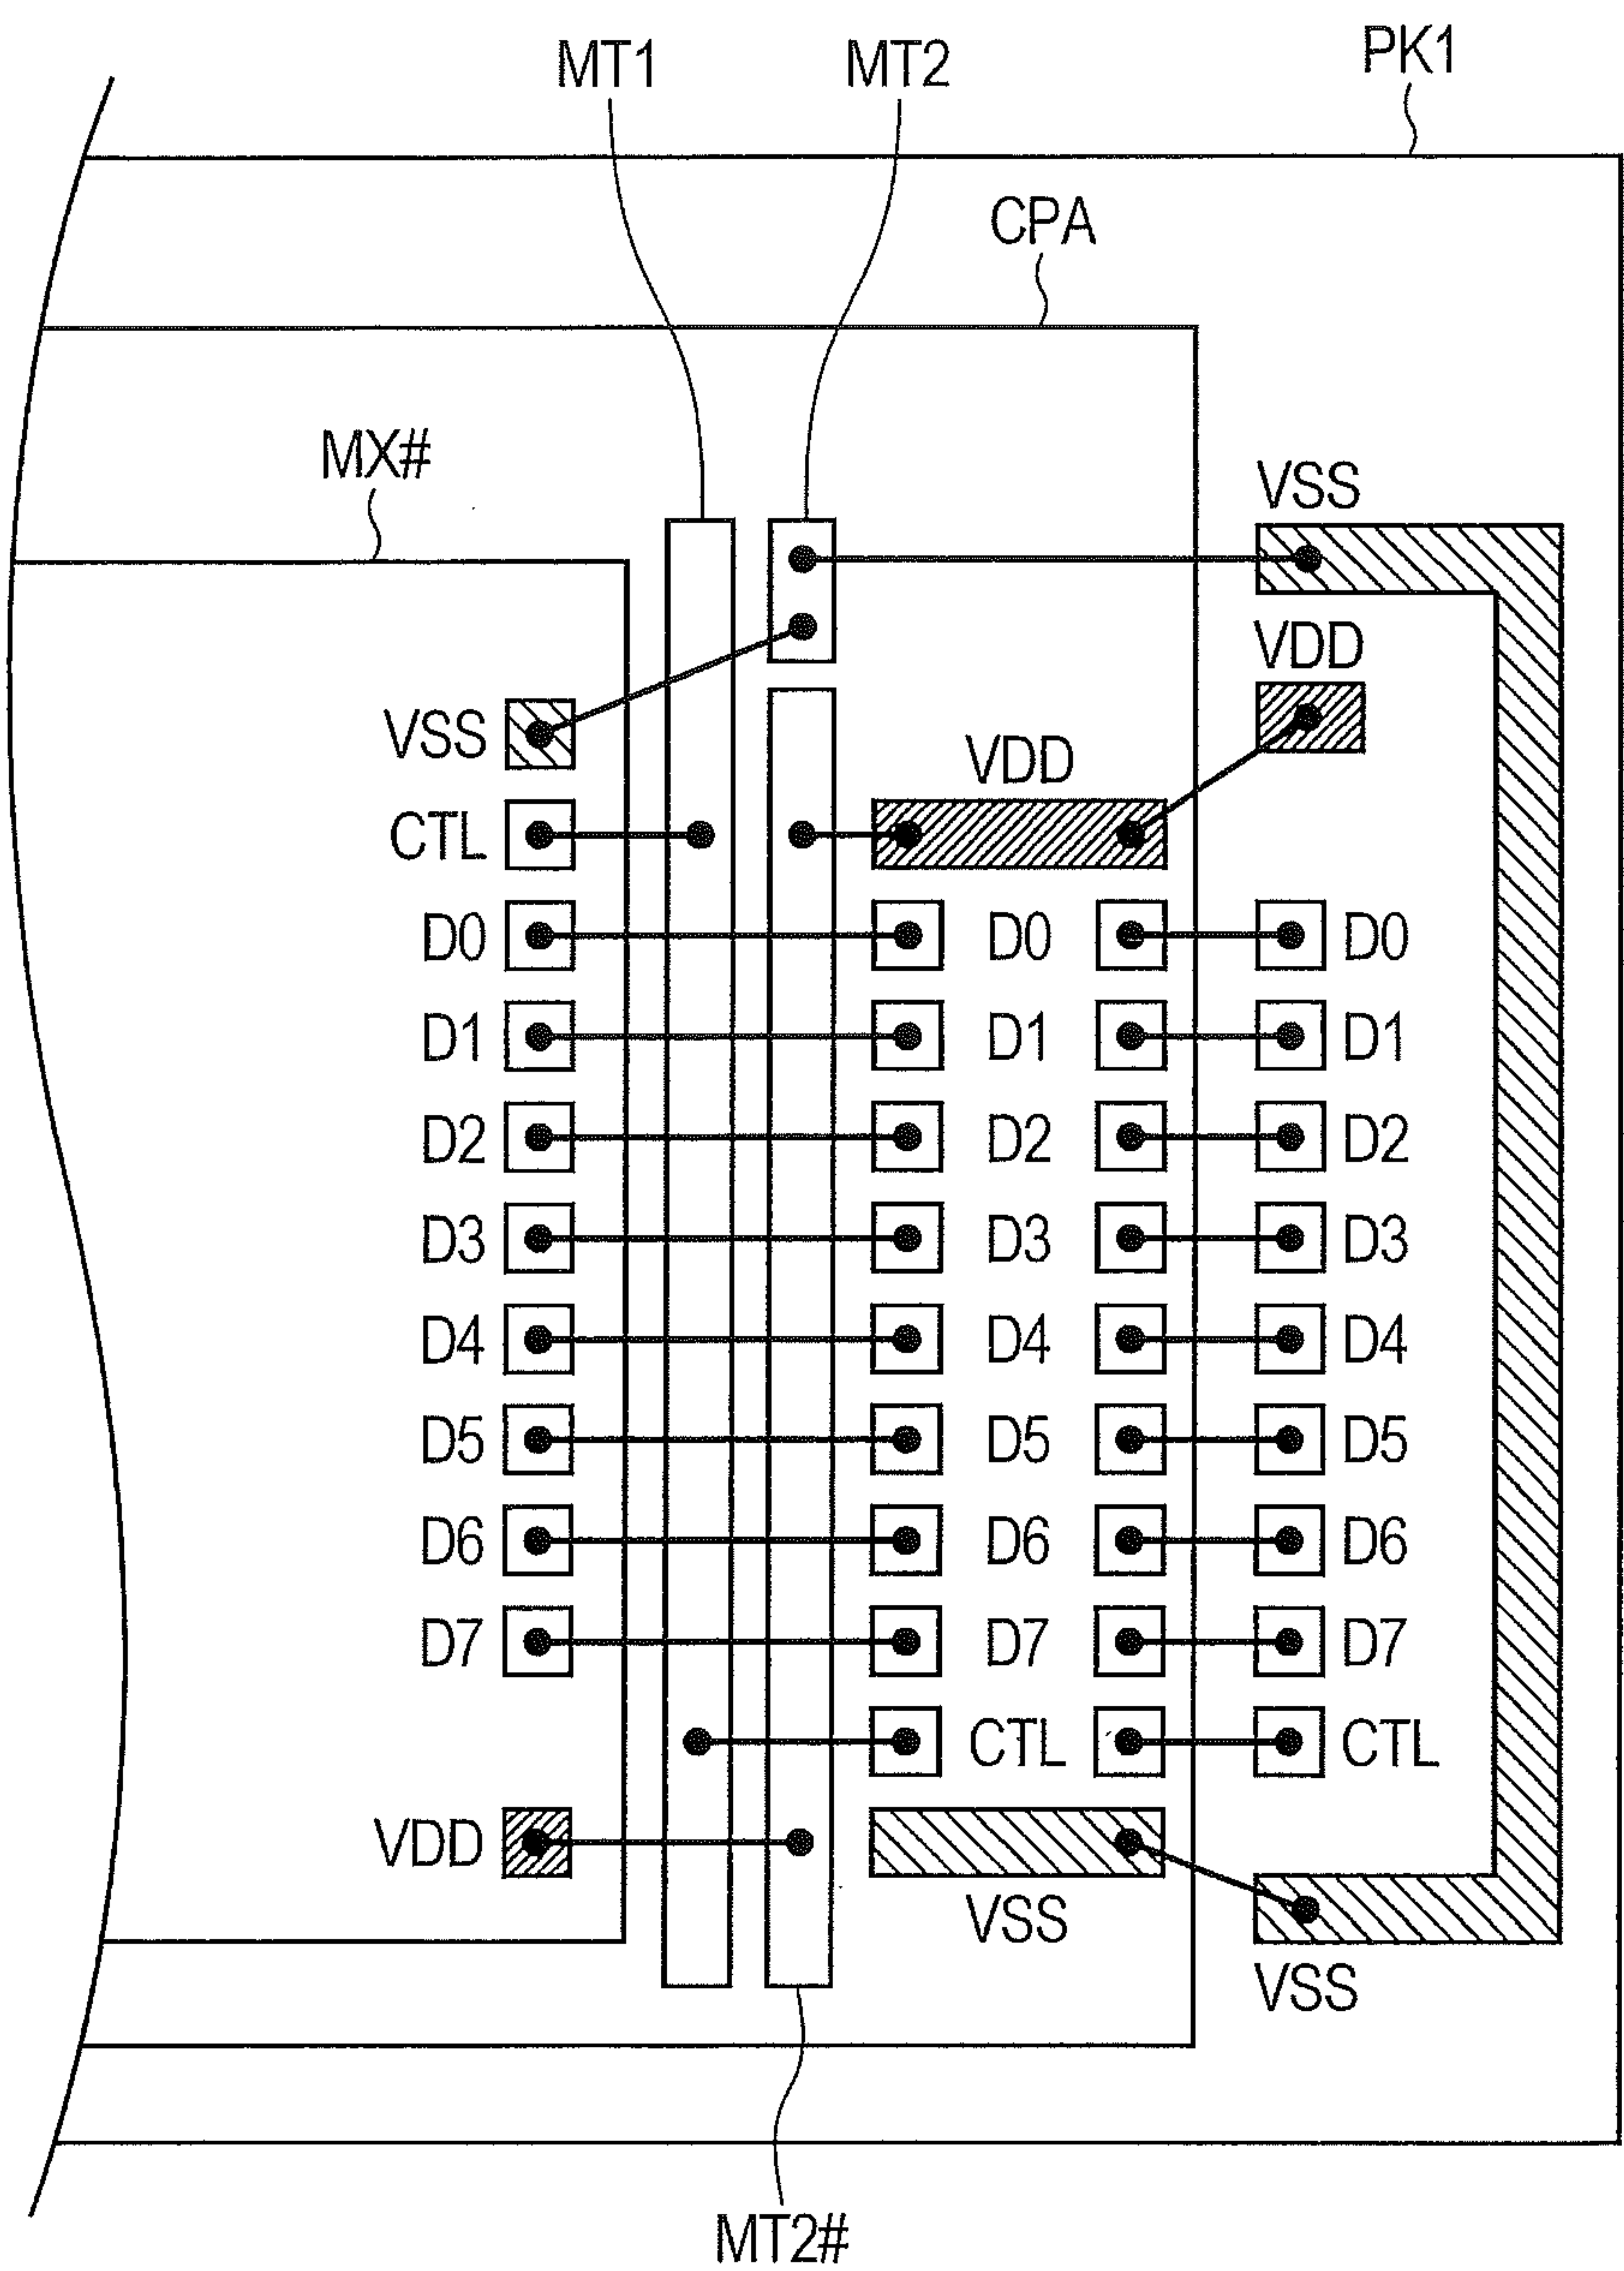 MT1 MT2 PK1
CPA
MX# VSS
VDD
VSS VDD
CTL
D0 D0 D0
D1 D1 D1
D2 D2 D2
D3 D3 D3
D4 D4 D4
D5 D5 D5
D6 D6 D6
D7 D7 D7
CTL CTL
VDD
VSS
VSS
MT2#